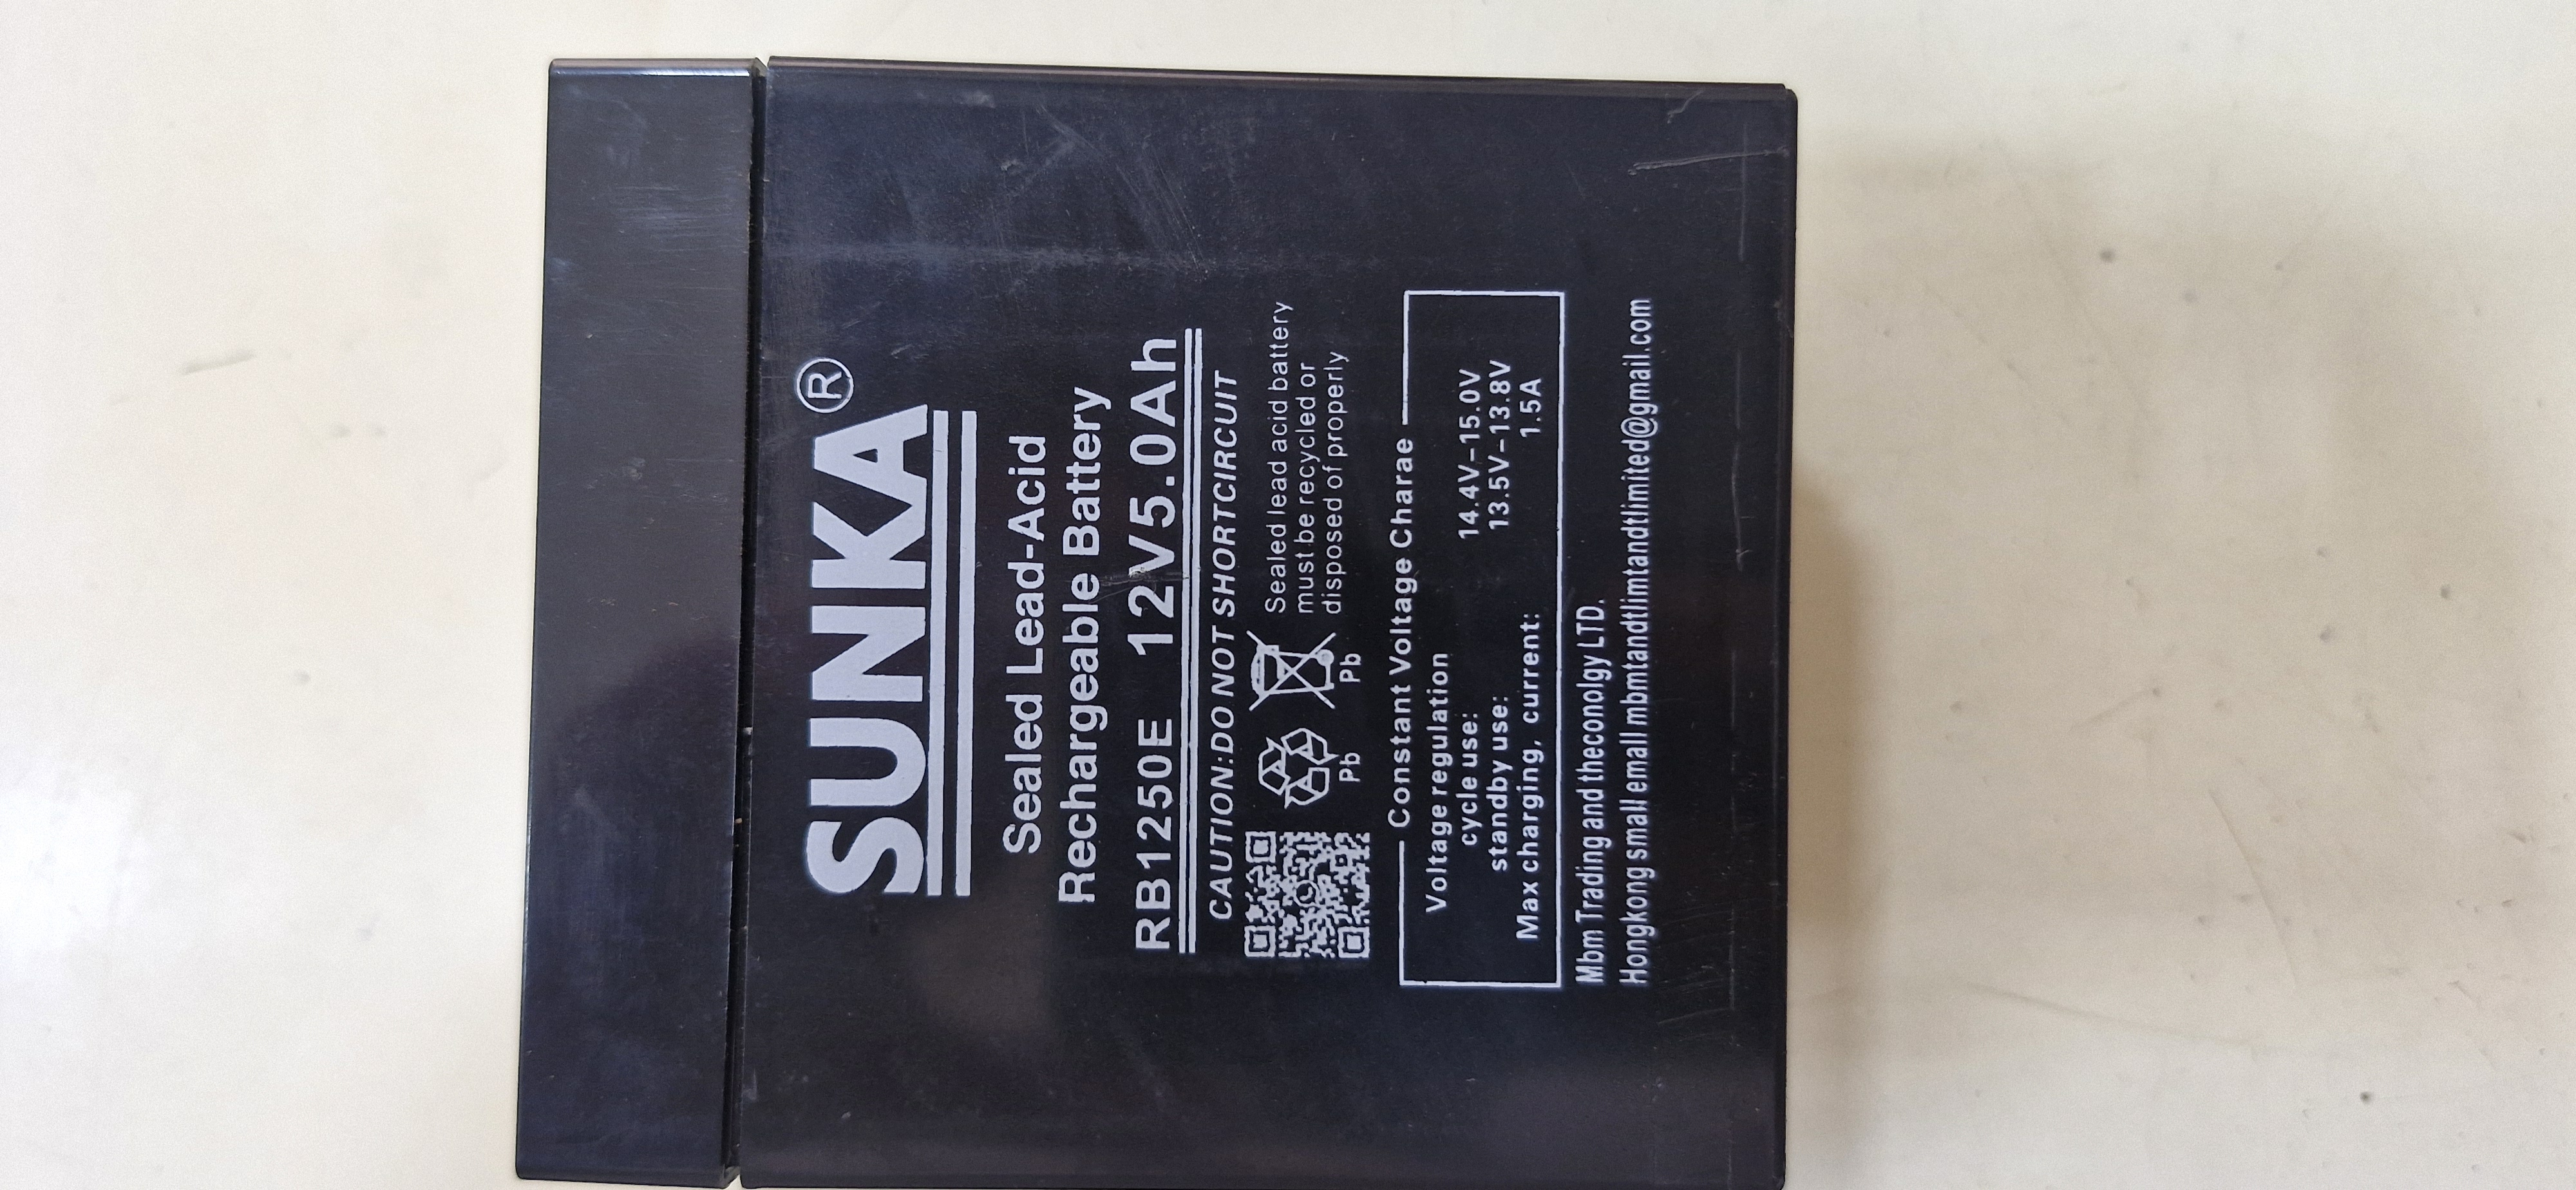 SUNKA®
Sealed Lead-Acid
Rechargeable Battery
RB1250E 12V5.0Ah
CAUTION:DO NOT SHORTCIRCUIT
Pb
Pb
Sealed lead acid battery
must be recycled or
disposed of properly
Constant Voltage Charae
Voltage regulation
cycle use: 14.4V-15.0V
standby use: 13.5V-13.8V
Max charging, current: 1.5A
Mbm Trading and theconolgy LTD.
Hongkong small email mbmtandtlimtandtlimited@gmail.com